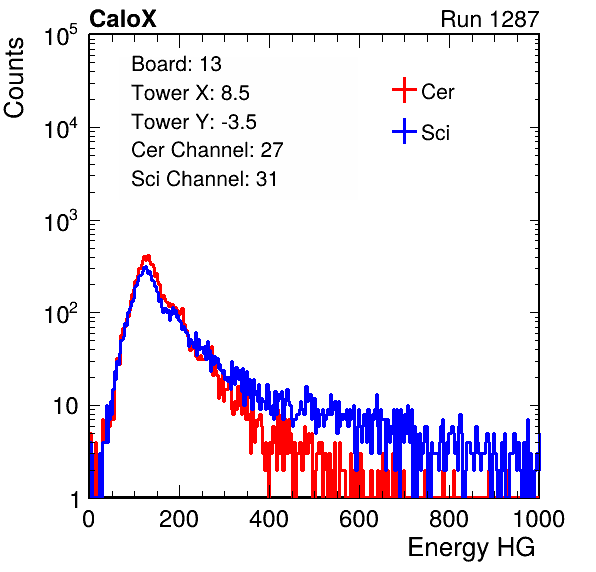 CaloX Run 1287
Counts
10^5
10^4
10^3
10^2
10
1
Board: 13
Tower X: 8.5
Tower Y: -3.5
Cer Channel: 27
Sci Channel: 31
Cer
Sci
0 200 400 600 800 1000
Energy HG